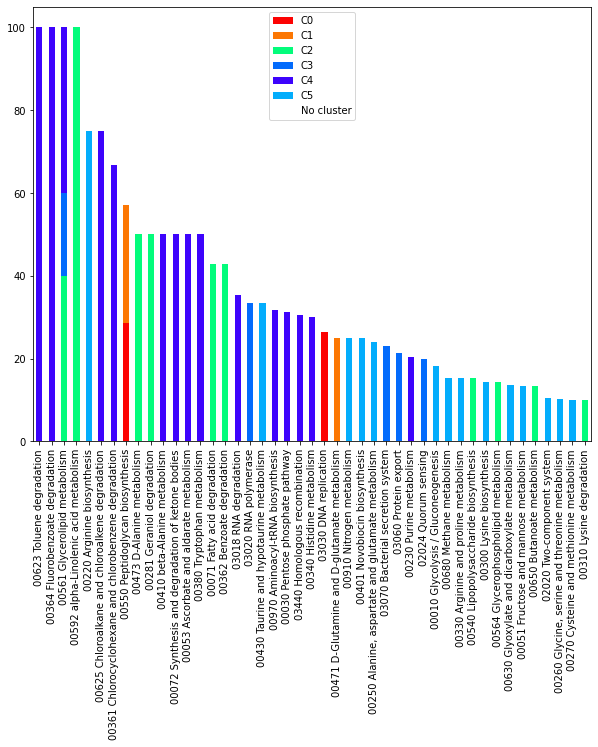 C0
C1
C2
C3
C4
C5
No cluster
100
80
60
40
20
0
00623 Toluene degradation
00364 Fluorobenzoate degradation
00561 Glycerolipid metabolism
00592 alpha-Linolenic acid metabolism
00220 Arginine biosynthesis
00625 Chloroalkane and chloroalkene degradation
00361 Chlorocyclohexane and chlorobenzene degradation
00550 Peptidoglycan biosynthesis
00473 D-Alanine metabolism
00281 Geraniol degradation
00410 beta-Alanine metabolism
00072 Synthesis and degradation of ketone bodies
00053 Ascorbate and aldarate metabolism
00380 Tryptophan metabolism
00071 Fatty acid degradation
00362 Benzoate degradation
03018 RNA degradation
03020 RNA polymerase
00430 Taurine and hypotaurine metabolism
00970 Aminoacyl-tRNA biosynthesis
00030 Pentose phosphate pathway
03440 Homologous recombination
00340 Histidine metabolism
03030 DNA replication
00471 D-Glutamine and D-glutamate metabolism
00910 Nitrogen metabolism
00401 Novobiocin biosynthesis
00250 Alanine, aspartate and glutamate metabolism
03070 Bacterial secretion system
03060 Protein export
00230 Purine metabolism
02024 Quorum sensing
00010 Glycolysis / Gluconeogenesis
00680 Methane metabolism
00330 Arginine and proline metabolism
00540 Lipopolysaccharide biosynthesis
00300 Lysine biosynthesis
00564 Glycerophospholipid metabolism
00630 Glyoxylate and dicarboxylate metabolism
00051 Fructose and mannose metabolism
00650 Butanoate metabolism
02020 Two-component system
00260 Glycine, serine and threonine metabolism
00270 Cysteine and methionine metabolism
00310 Lysine degradation